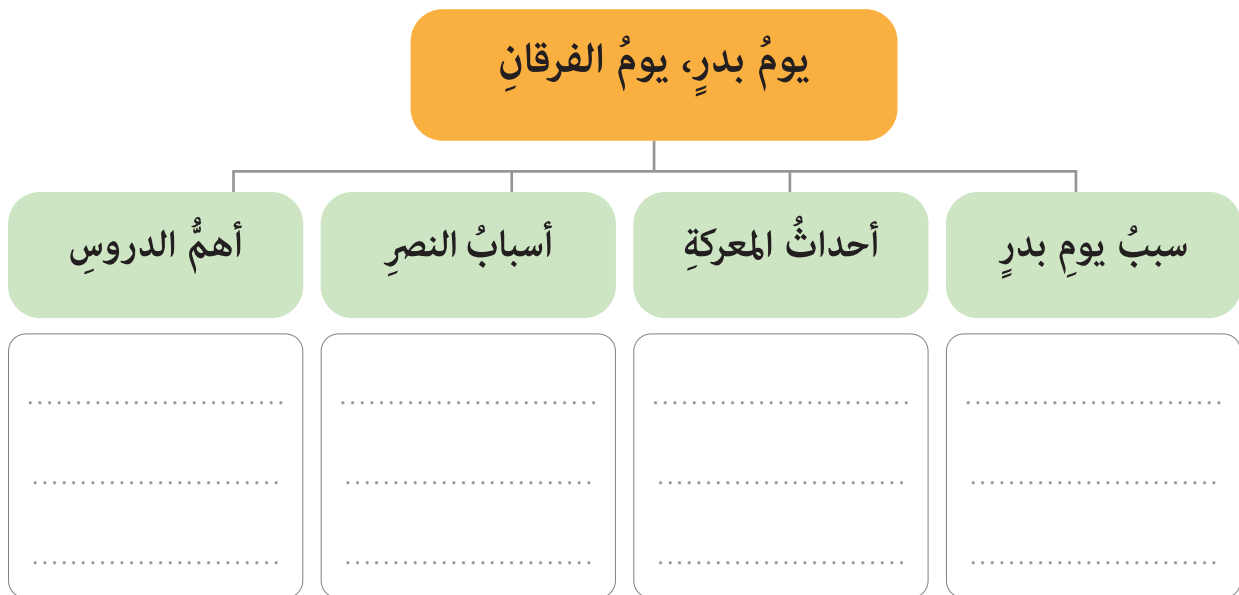 يومُ بدرٍ، يومُ الفرقانِ
سببُ يومِ بدرٍ
أحداثُ المعركةِ
أسبابُ النصرِ
أهمُّ الدروسِ